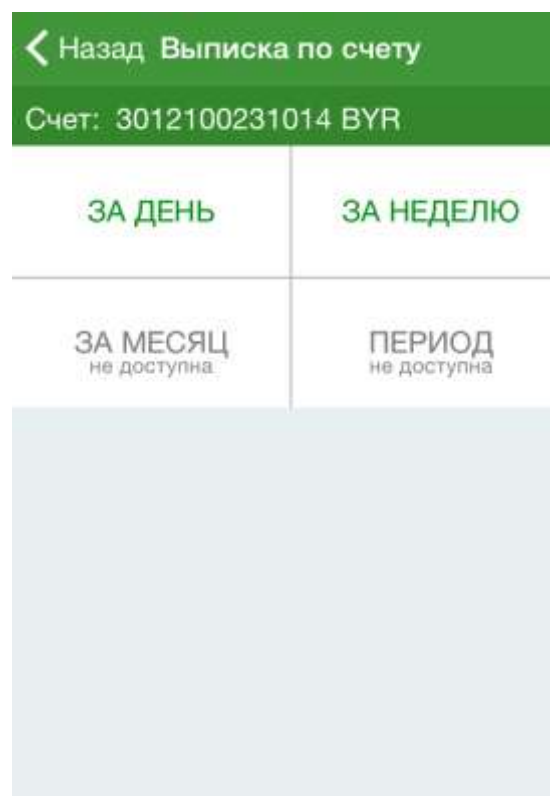 Назад Выписка по счету
Счет: 3012100231014 BYR
ЗА ДЕНЬ
ЗА НЕДЕЛЮ
ЗА МЕСЯЦ
не доступна
ПЕРИОД
не доступна